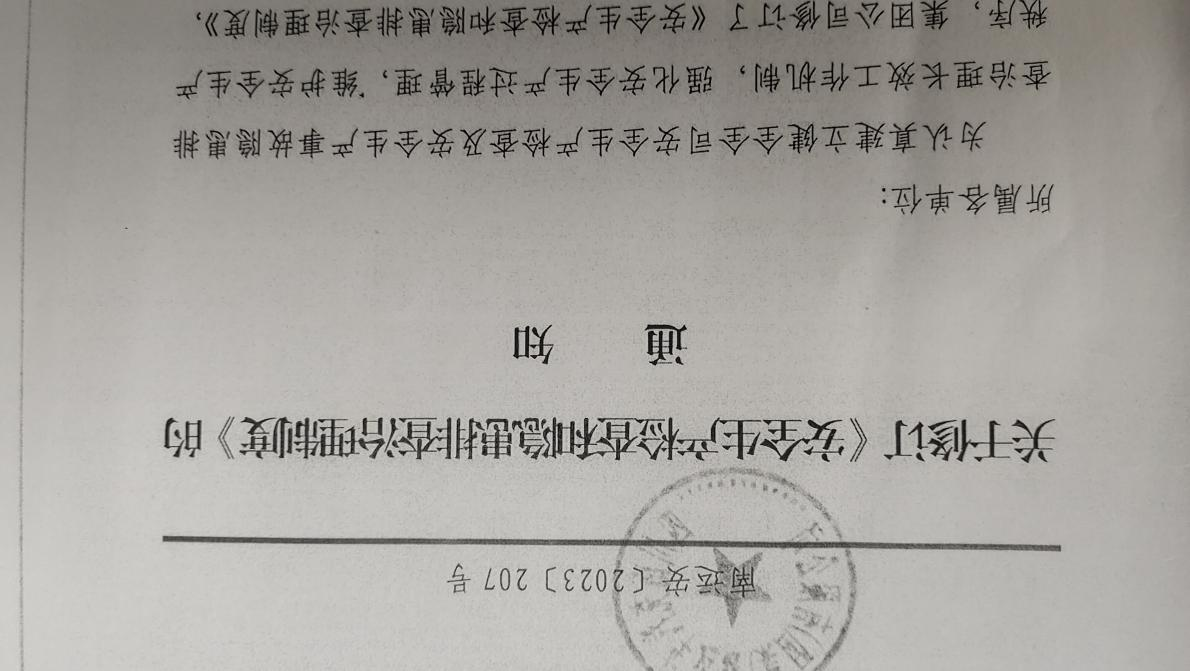 南运安〔2023〕207号
关于修订《安全生产检查和隐患排查治理制度》的
通 知
所属各单位：
为认真建立健全全司安全生产检查及安全生产事故隐患排
查治理长效工作机制，强化安全生产过程管理，维护安全生产
秩序，集团公司修订了《安全生产检查和隐患排查治理制度》，